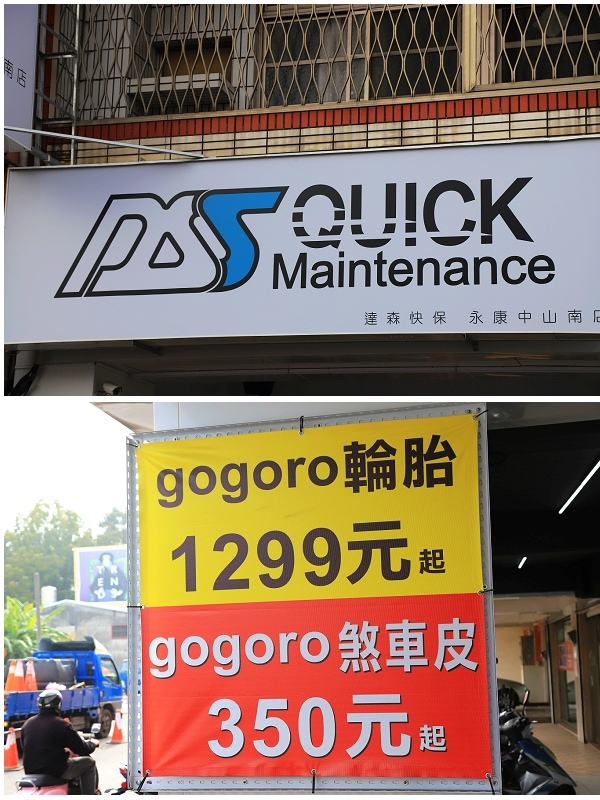 南店
DS QUICK
Maintenance
達森快保 永康中山南店
gogoro輪胎
1299元起
gogoro煞車皮
350元起